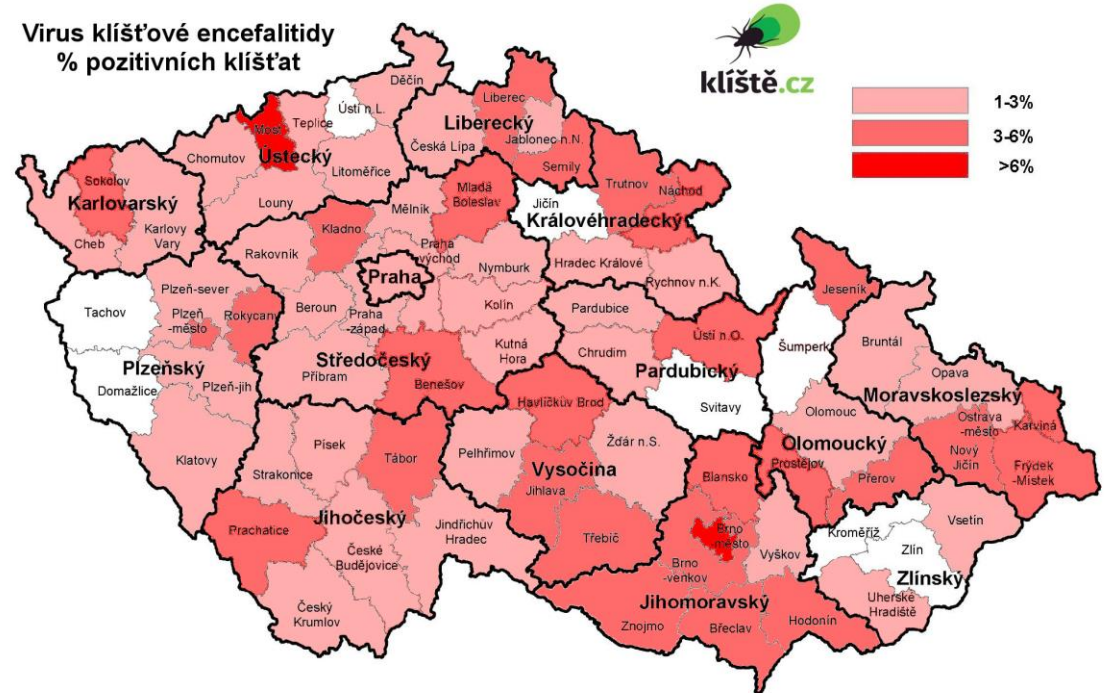 Virus klíšťové encefalitidy
% pozitivních klíšťat
klíště.cz
1-3%
3-6%
>6%
Děčín
Ústí n.L.
Teplice
Most
Ústecký
Chomutov
Litoměřice
Louny
Liberec
Liberecký
Česká Lípa
Jablonec n.N.
Semily
Sokolov
Karlovarský
Cheb
Karlovy
Vary
Trutnov
Náchod
Jičín
Královéhradecký
Hradec Králové
Rychnov n.K.
Mladá
Boleslav
Mělník
Kladno
Rakovník
Praha
-východ
Praha
Nymburk
Beroun
Praha
-západ
Kolín
Kutná
Hora
Středočeský
Příbram
Benešov
Tachov
Plzeň-sever
Plzeň
-město
Rokycany
Plzeňský
Domažlice
Plzeň-jih
Klatovy
Pardubice
Chrudim
Ústí n.O.
Pardubický
Svitavy
Jeseník
Šumperk
Bruntál
Opava
Moravskoslezský
Ostrava
-město
Karviná
Nový
Jičín
Frýdek
-Místek
Olomouc
Olomoucký
Prostějov
Přerov
Havlíčkův Brod
Žďár n.S.
Pelhřimov
Vysočina
Jihlava
Třebíč
Písek
Strakonice
Tábor
Prachatice
Jihočeský
České
Budějovice
Jindřichův
Hradec
Český
Krumlov
Blansko
Brno
-město
Vyškov
Brno
-venkov
Jihomoravský
Znojmo
Břeclav
Hodonín
Kroměříž
Vsetín
Zlín
Zlínský
Uherské
Hradiště